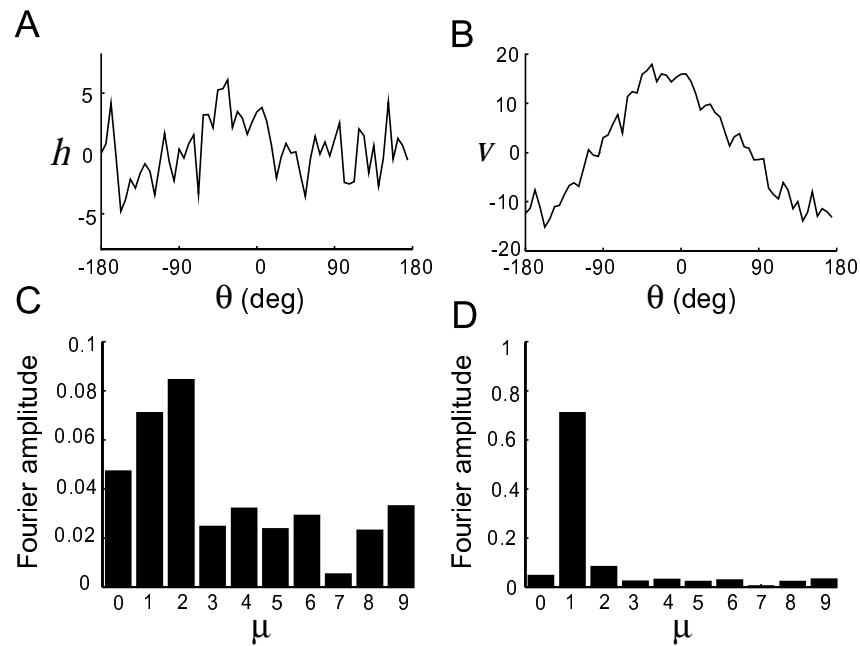 A
5
h
0
-5
-180 -90 0 90 180
θ (deg)
B
20
10
v
0
-10
-20
-180 -90 0 90 180
θ (deg)
C
0.1
0.08
0.06
0.04
0.02
0
Fourier amplitude
0 1 2 3 4 5 6 7 8 9
μ
D
1
0.8
0.6
0.4
0.2
0
Fourier amplitude
0 1 2 3 4 5 6 7 8 9
μ